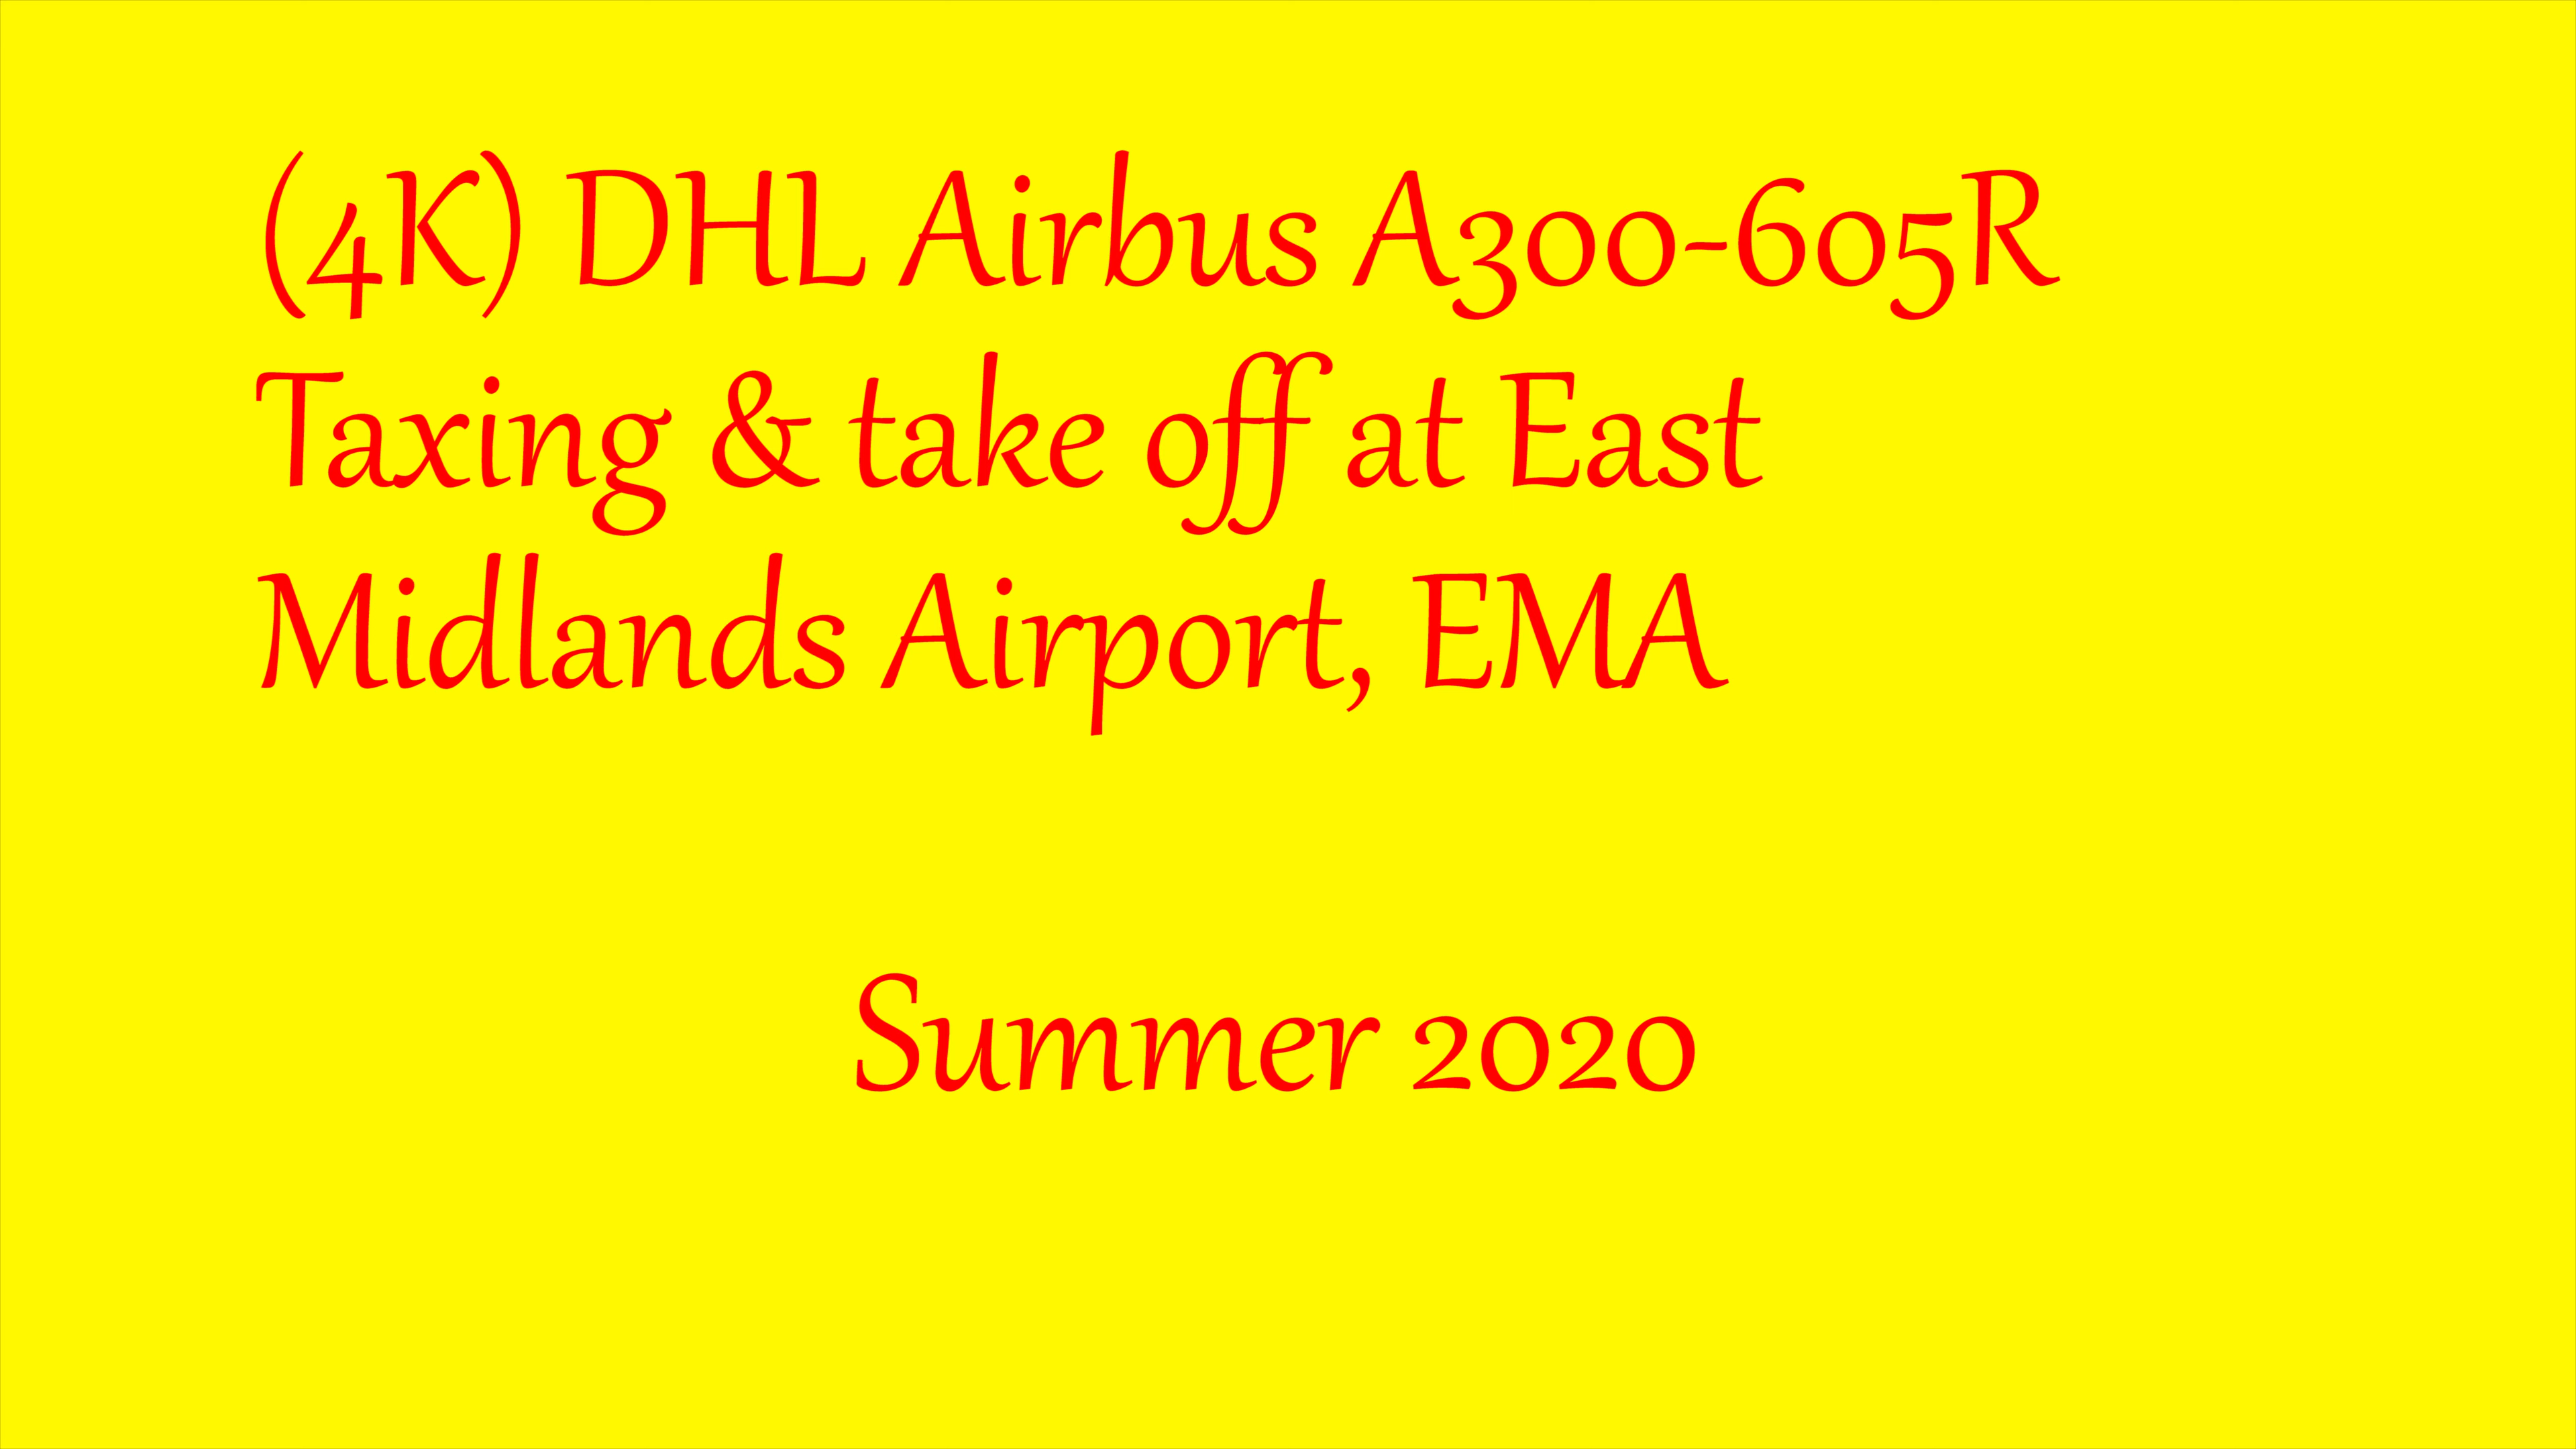 (4K) DHL Airbus A300-605R
Taxing & take off at East
Midlands Airport, EMA
Summer 2020